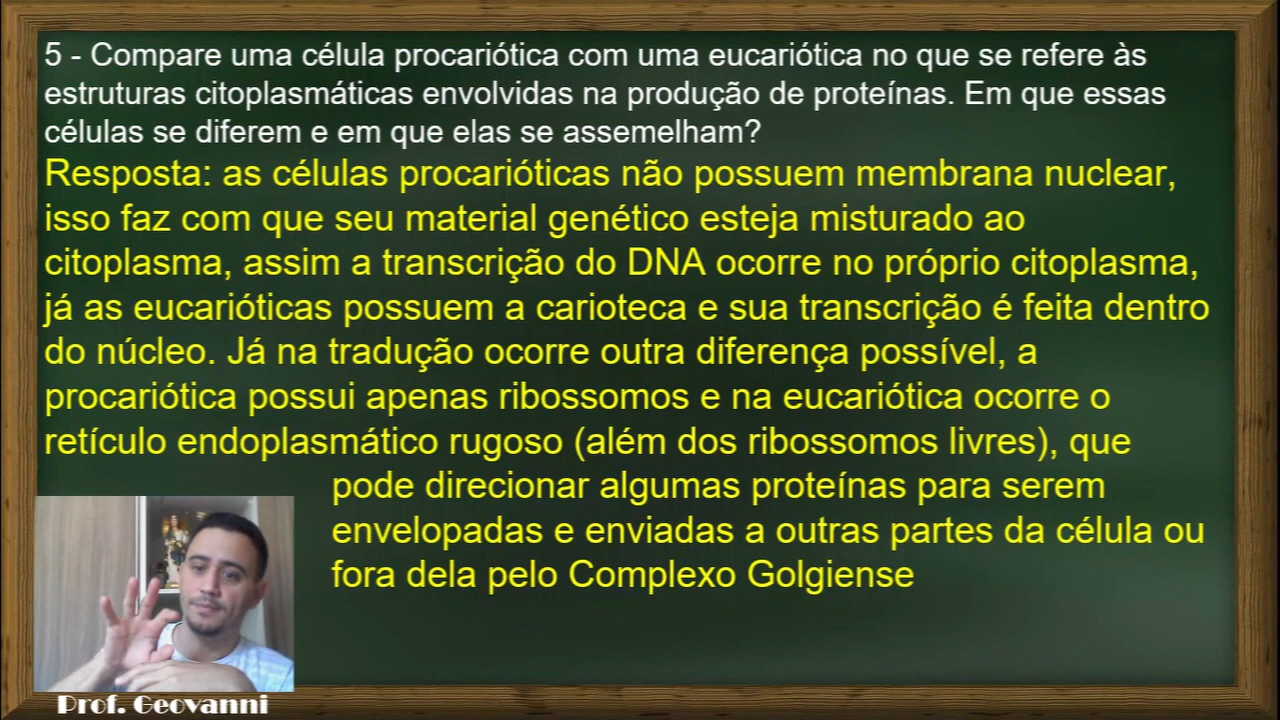 5 - Compare uma célula procariótica com uma eucariótica no que se refere às
estruturas citoplasmáticas envolvidas na produção de proteínas. Em que essas
células se diferem e em que elas se assemelham?
Resposta: as células procarióticas não possuem membrana nuclear,
isso faz com que seu material genético esteja misturado ao
citoplasma, assim a transcrição do DNA ocorre no próprio citoplasma,
já as eucarióticas possuem a carioteca e sua transcrição é feita dentro
do núcleo. Já na tradução ocorre outra diferença possível, a
procariótica possui apenas ribossomos e na eucariótica ocorre o
retículo endoplasmático rugoso (além dos ribossomos livres), que
pode direcionar algumas proteínas para serem
envelopadas e enviadas a outras partes da célula ou
fora dela pelo Complexo Golgiense
Prof. Geovanni